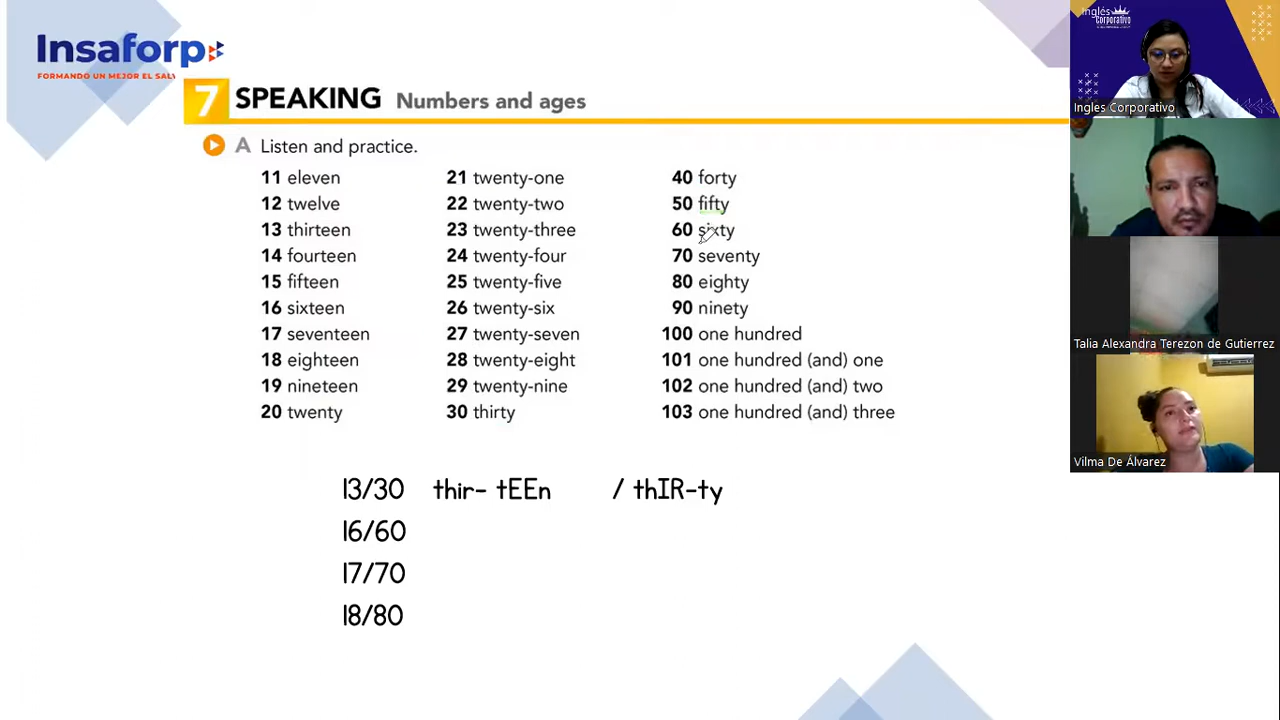 Insaforp
FORMANDO UN MEJOR EL SALV
7 SPEAKING Numbers and ages
A Listen and practice.
11 eleven
12 twelve
13 thirteen
14 fourteen
15 fifteen
16 sixteen
17 seventeen
18 eighteen
19 nineteen
20 twenty
21 twenty-one
22 twenty-two
23 twenty-three
24 twenty-four
25 twenty-five
26 twenty-six
27 twenty-seven
28 twenty-eight
29 twenty-nine
30 thirty
40 forty
50 fifty
60 sixty
70 seventy
80 eighty
90 ninety
100 one hundred
101 one hundred (and) one
102 one hundred (and) two
103 one hundred (and) three
13/30 thir- tEEn / thIR-ty
16/60
17/70
18/80
Inglés
Corporativo
Ingles Corporativo
Talia Alexandra Terezon de Gutierrez
Vilma De Álvarez